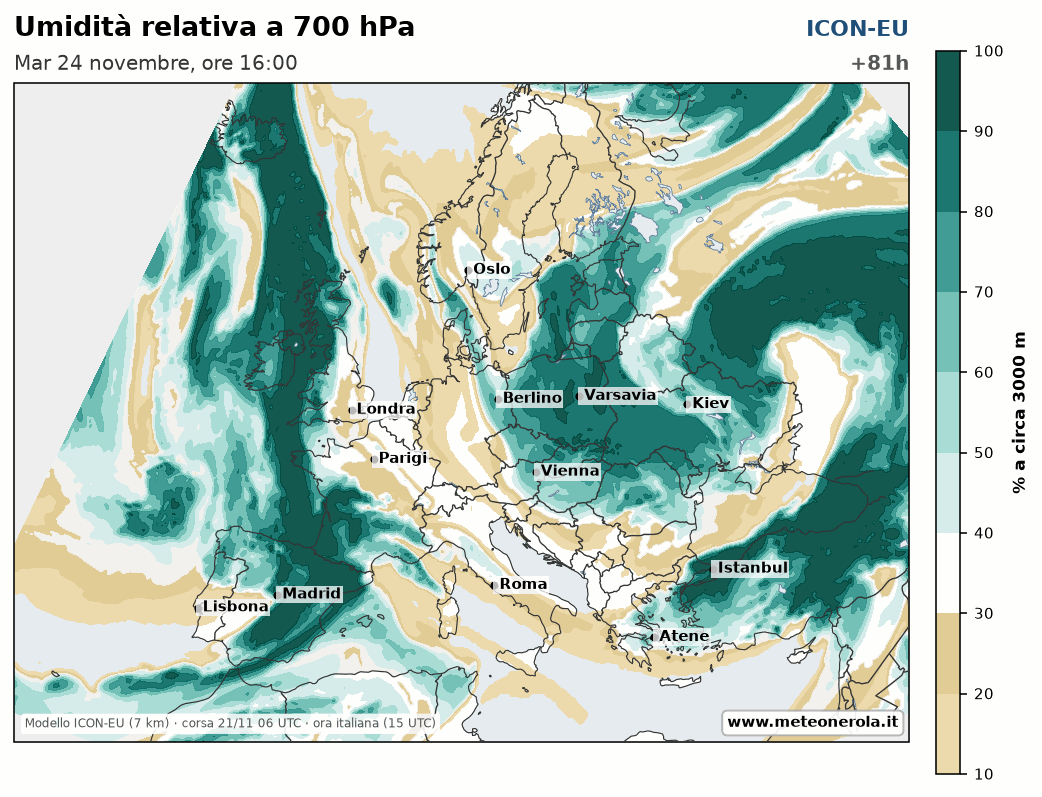 Umidità relativa a 700 hPa
ICON-EU
Mar 24 novembre, ore 16:00
+81h
100
90
80
70
60
50
40
30
20
10
% a circa 3000 m
Oslo
Berlino
Varsavia
Kiev
Londra
Parigi
Vienna
Istanbul
Roma
Madrid
Lisbona
Atene
Modello ICON-EU (7 km) · corsa 21/11 06 UTC · ora italiana (15 UTC)
www.meteonerola.it